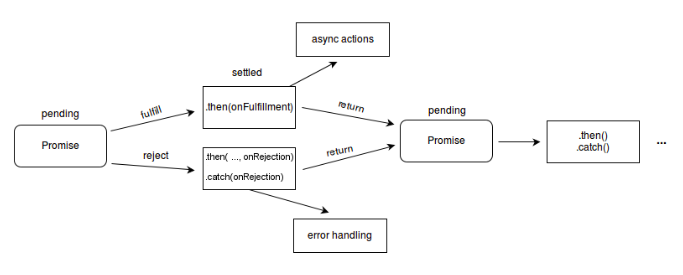 async actions
settled
pending
fulfill
.then(onFulfillment)
return
pending
Promise
reject
.then( ..., onRejection)
.catch(onRejection)
return
Promise
.then()
.catch()
...
error handling